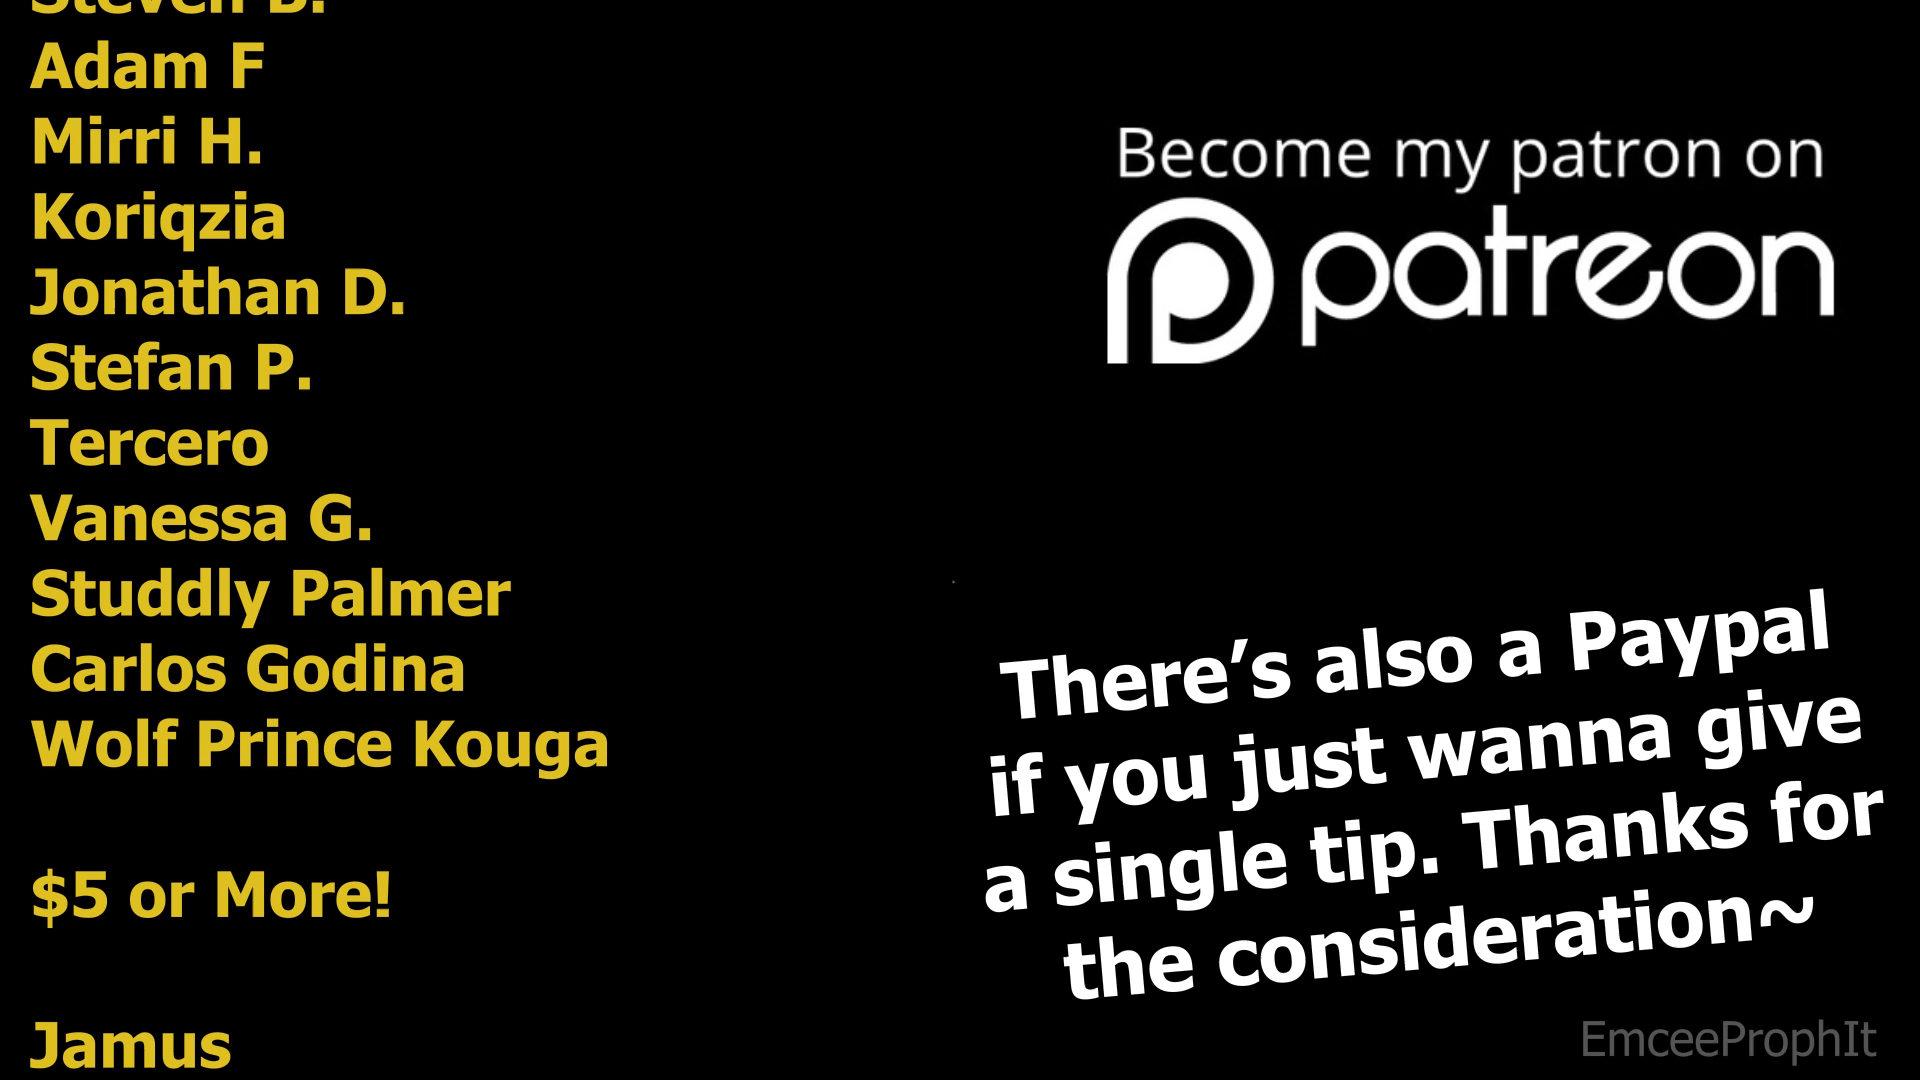 Steven B.
Adam F
Mirri H.
Koriqzia
Jonathan D.
Stefan P.
Tercero
Vanessa G.
Studdly Palmer
Carlos Godina
Wolf Prince Kouga
$5 or More!
Jamus
Become my patron on
patreon
There’s also a Paypal
if you just wanna give
a single tip. Thanks for
the consideration~
EmceeProphIt